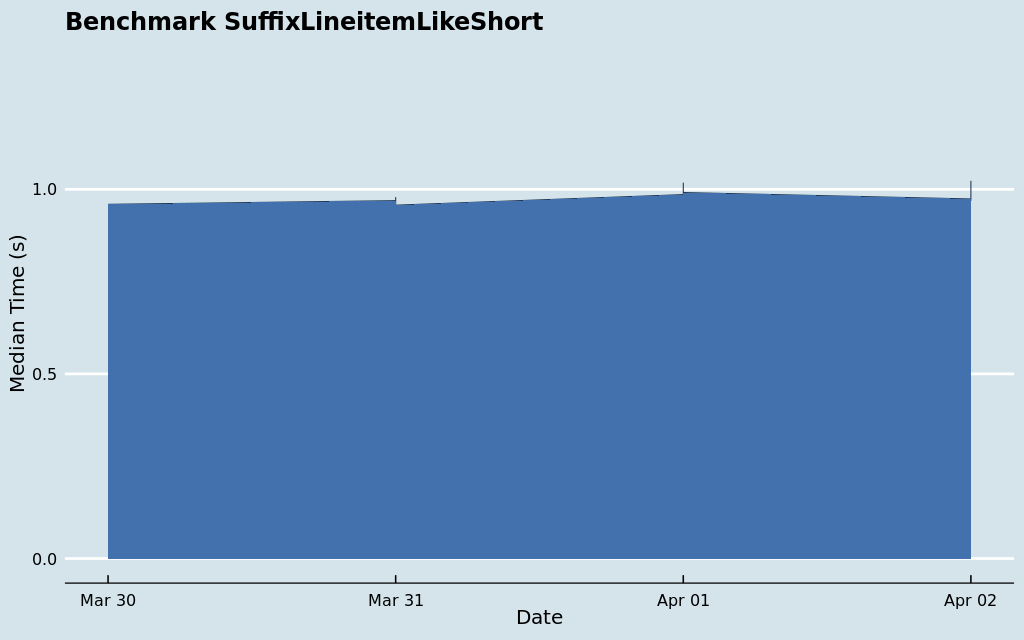 Benchmark SuffixLineitemLikeShort
Median Time (s)
1.0
0.5
0.0
Mar 30 Mar 31 Apr 01 Apr 02
Date